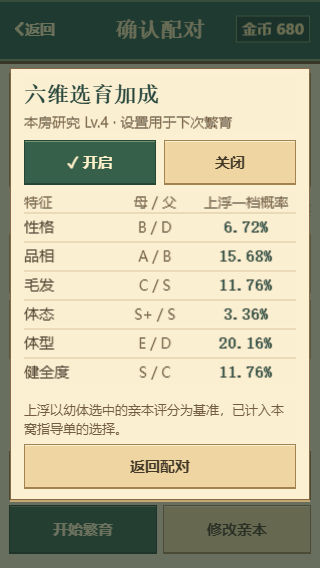 返回 确认配对 金币 680
六维选育加成
本房研究 Lv.4 · 设置用于下次繁育
✓ 开启 关闭
特征 母 / 父 上浮一档概率
性格 B / D 6.72%
品相 A / B 15.68%
毛发 C / S 11.76%
体态 S+ / S 3.36%
体型 E / D 20.16%
健全度 S / C 11.76%
上浮以幼体选中的亲本评分为基准，已计入本
窝指导单的选择。
返回配对
开始繁育 修改亲本